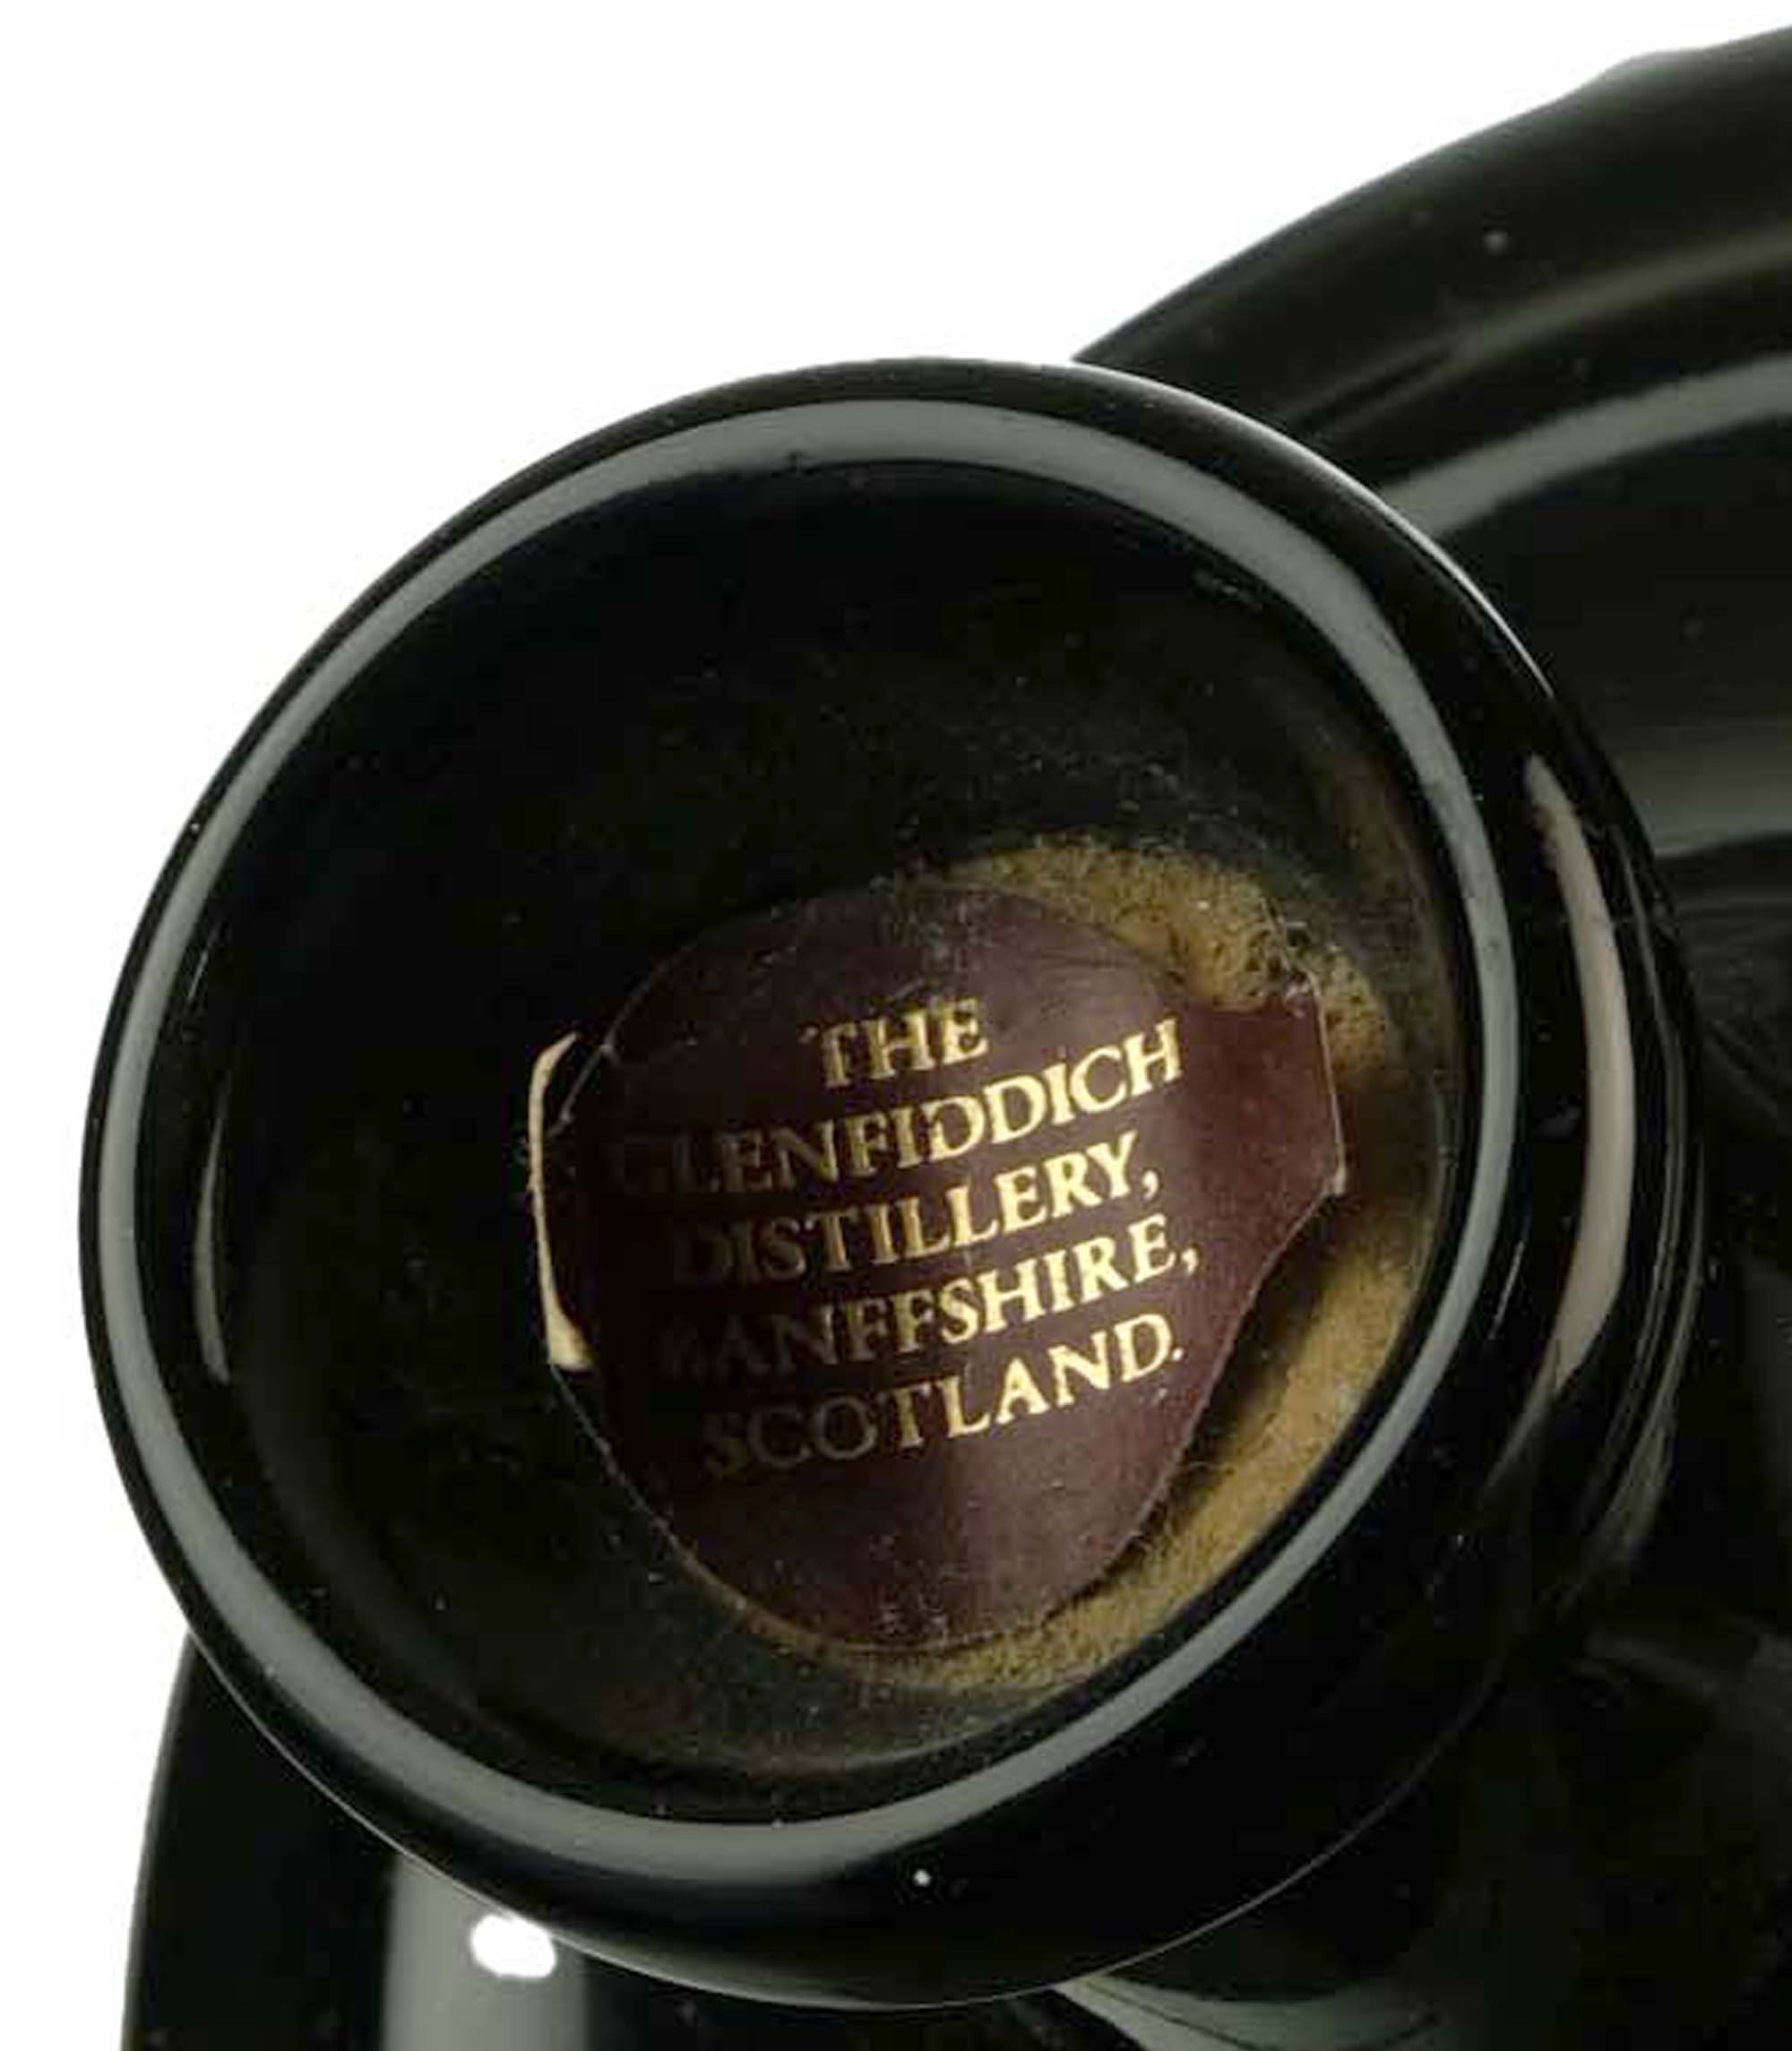 THE
GLENFIDDICH
DISTILLERY,
BANFFSHIRE,
SCOTLAND.